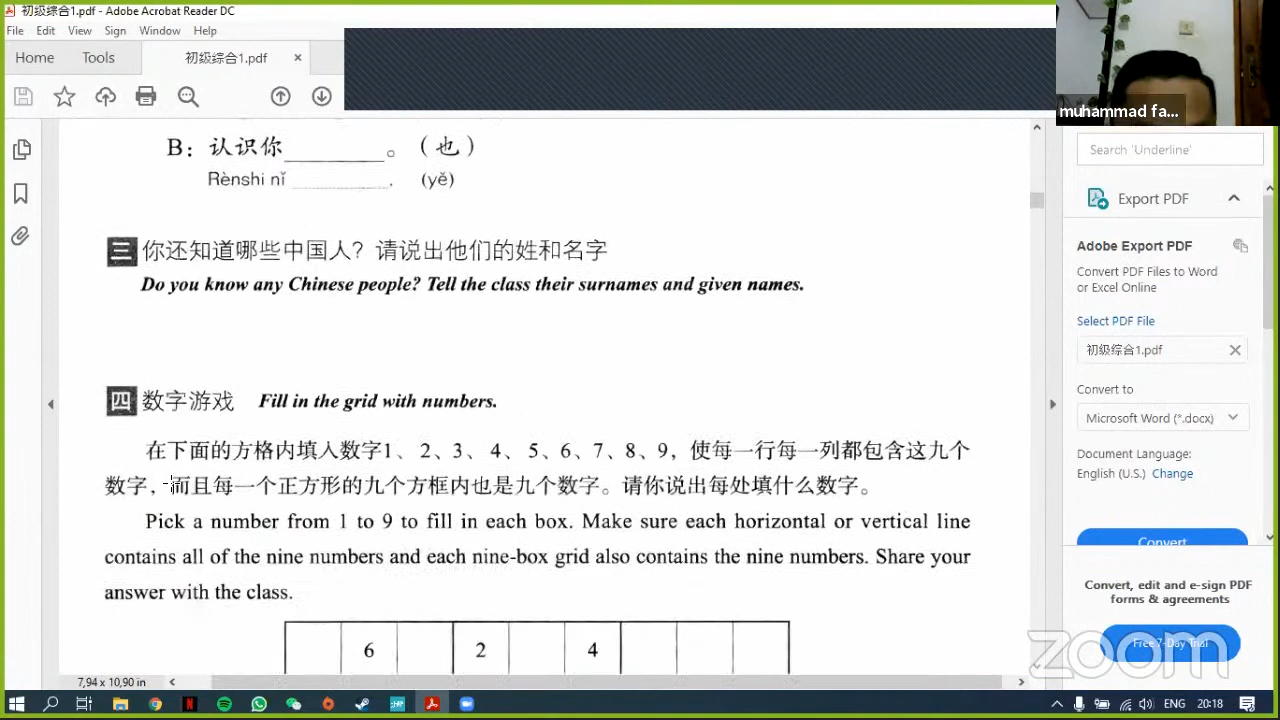 初级综合1.pdf - Adobe Acrobat Reader DC
File Edit View Sign Window Help
Home Tools 初级综合1.pdf ×
muhammad fa...
B: 认识你________。（也）
Rènshi nǐ ________. (yě)
三 你还知道哪些中国人？请说出他们的姓和名字
Do you know any Chinese people? Tell the class their surnames and given names.
四 数字游戏 Fill in the grid with numbers.
在下面的方格内填入数字1、2、3、4、5、6、7、8、9，使每一行每一列都包含这九个
数字，而且每一个正方形的九个方框内也是九个数字。请你说出每处填什么数字。
Pick a number from 1 to 9 to fill in each box. Make sure each horizontal or vertical line
contains all of the nine numbers and each nine-box grid also contains the nine numbers. Share your
answer with the class.
6 2 4
7,94 x 10,90 in
Search 'Underline'
Export PDF
Adobe Export PDF
Convert PDF Files to Word
or Excel Online
Select PDF File
初级综合1.pdf
Convert to
Microsoft Word (*.docx)
Document Language:
English (U.S.) Change
Convert
Convert, edit and e-sign PDF
forms & agreements
Free 7-Day Trial
zoom
ENG 20:18